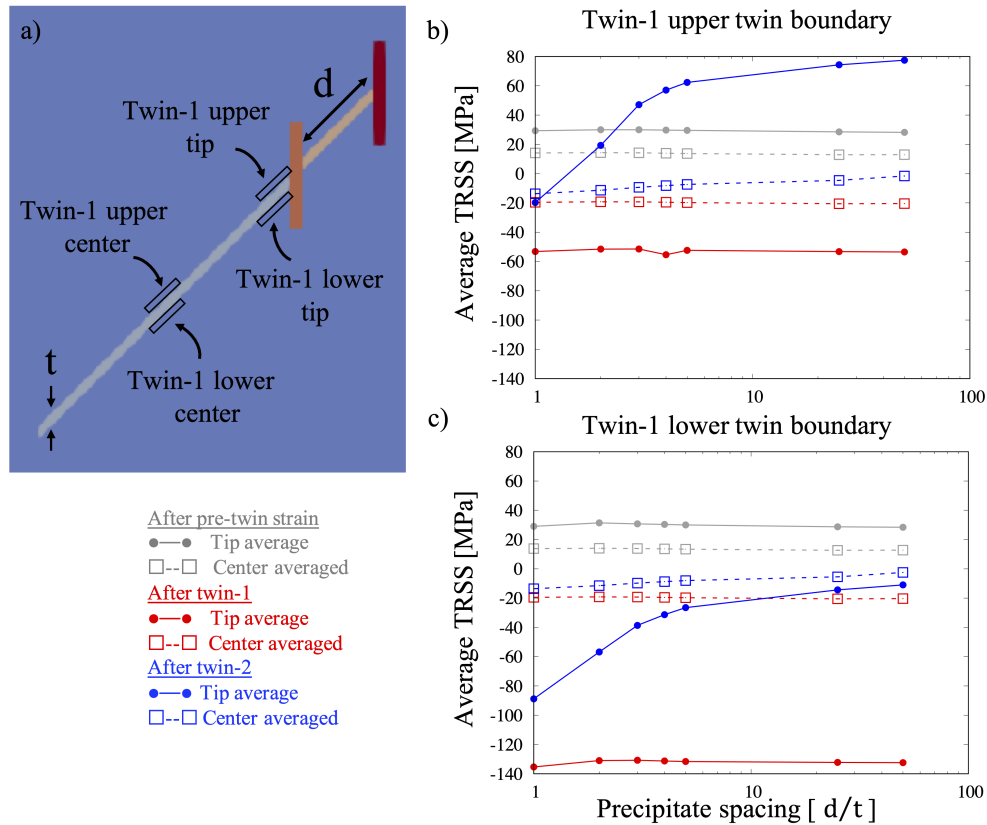 a)
d
Twin-1 upper
tip
Twin-1 upper
center
Twin-1 lower
tip
t
Twin-1 lower
center
After pre-twin strain
Tip average
Center averaged
After twin-1
Tip average
Center averaged
After twin-2
Tip average
Center averaged
b)
Twin-1 upper twin boundary
Average TRSS [MPa]
80
60
40
20
0
-20
-40
-60
-80
-100
-120
-140
1
10
100
c)
Twin-1 lower twin boundary
Average TRSS [MPa]
80
60
40
20
0
-20
-40
-60
-80
-100
-120
-140
1
10
100
Precipitate spacing [ d/t]